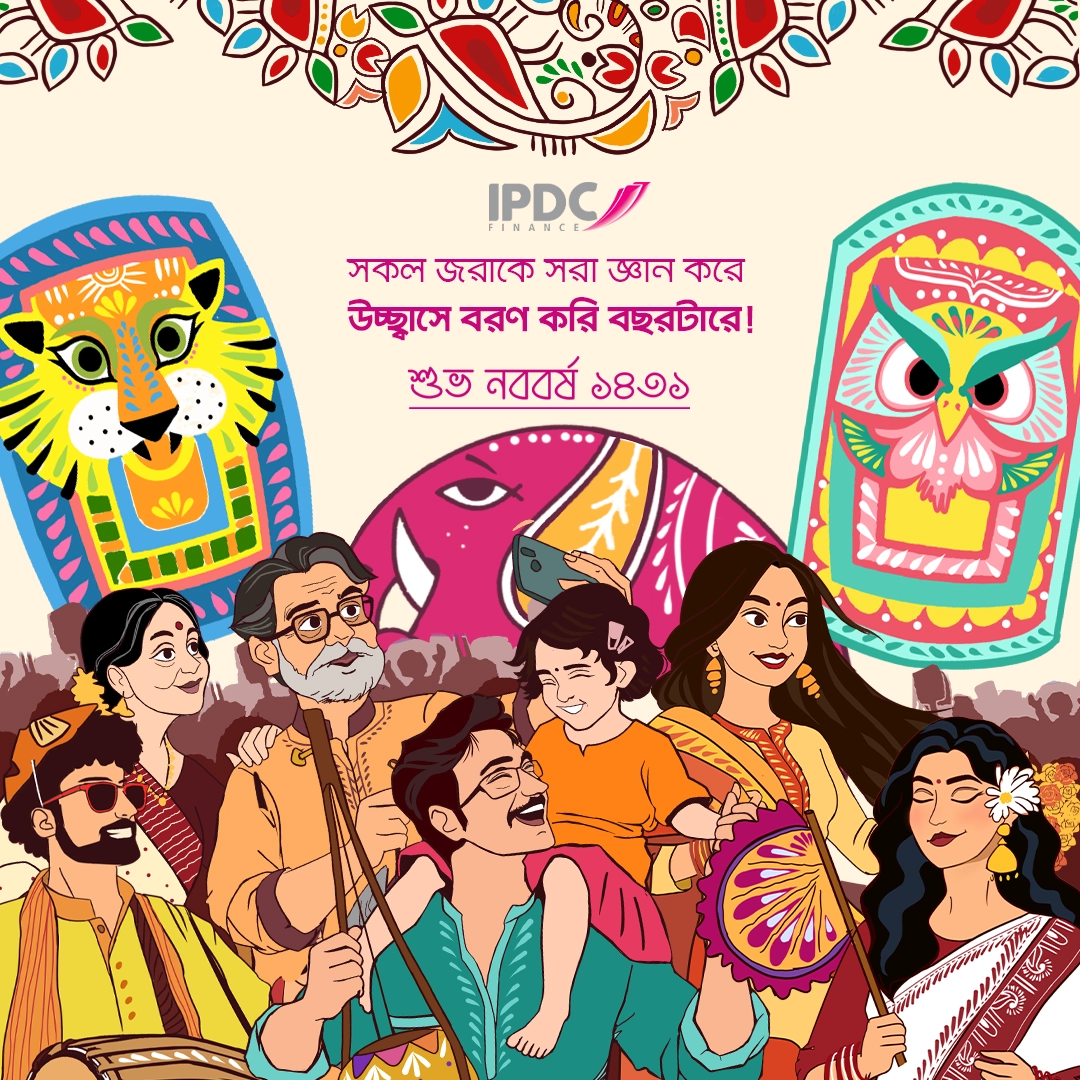 IPDC
FINANCE
সকল জরাকে সরা জ্ঞান করে
উচ্ছ্বাসে বরণ করি বছরটারে!
শুভ নববর্ষ ১৪৩১